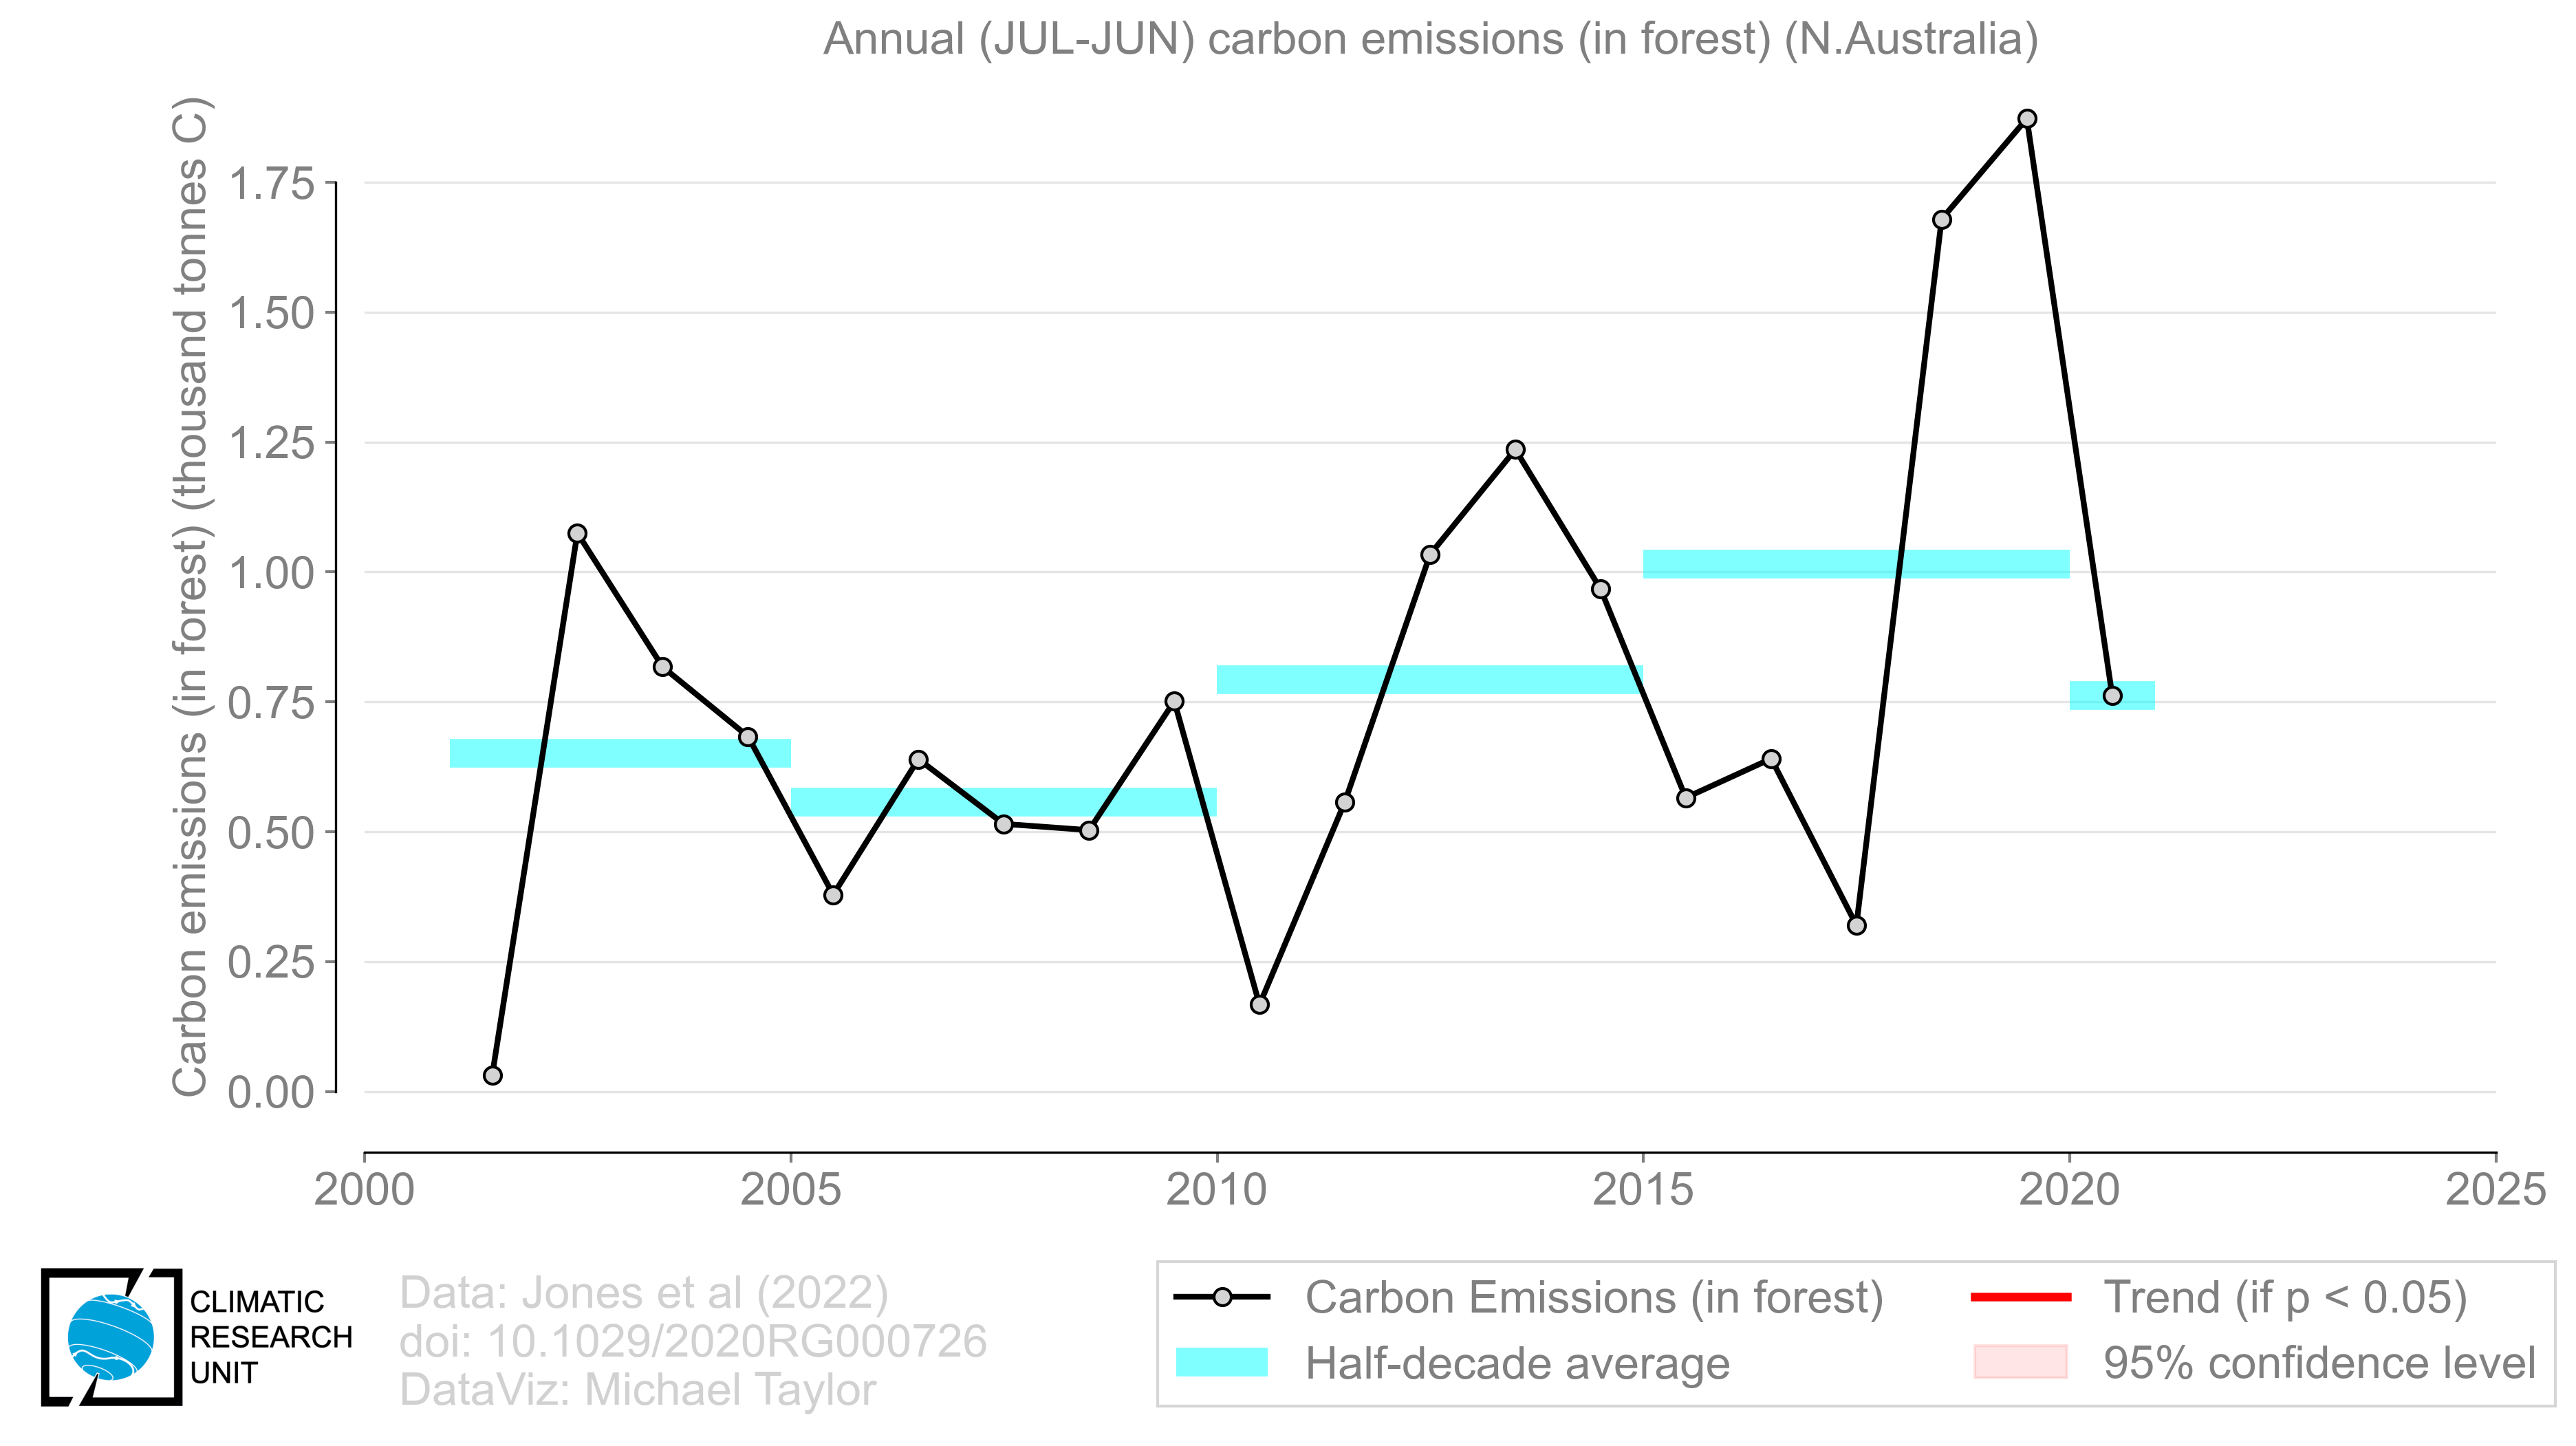 Annual (JUL-JUN) carbon emissions (in forest) (N.Australia)
Carbon emissions (in forest) (thousand tonnes C)
1.75
1.50
1.25
1.00
0.75
0.50
0.25
0.00
2000 2005 2010 2015 2020 2025
CLIMATIC
RESEARCH
UNIT
Data: Jones et al (2022)
doi: 10.1029/2020RG000726
DataViz: Michael Taylor
Carbon Emissions (in forest)
Half-decade average
Trend (if p < 0.05)
95% confidence level